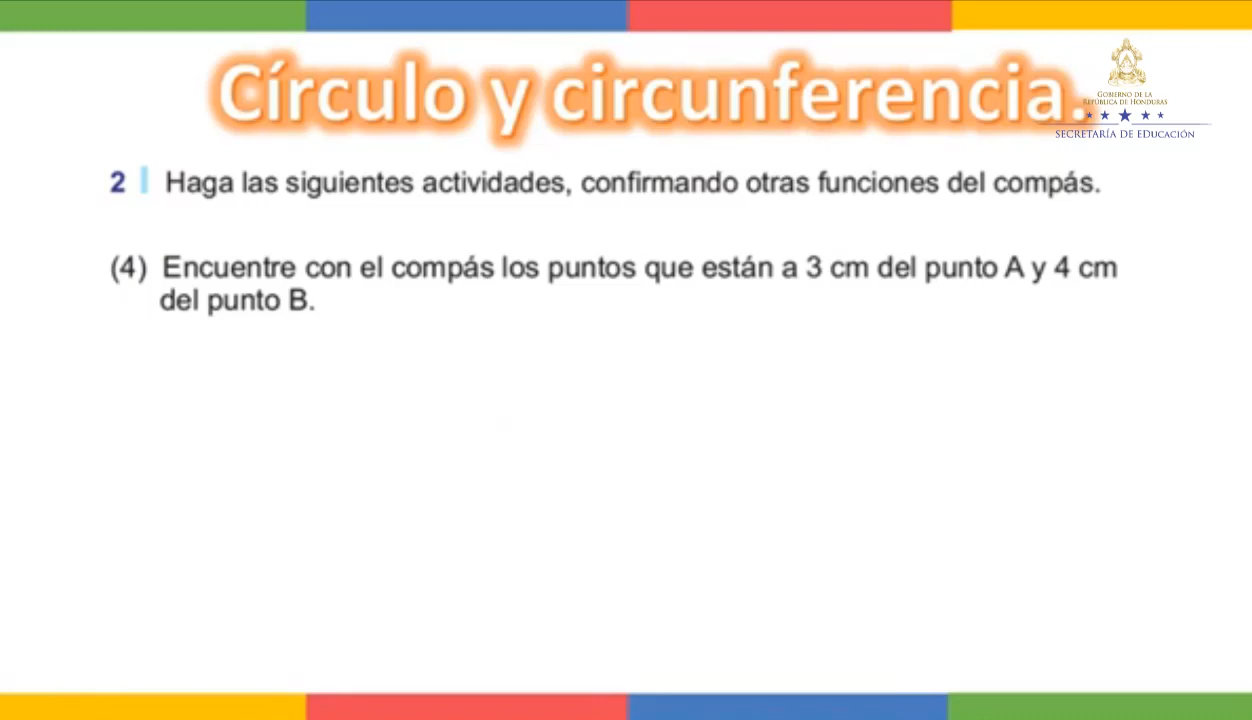 Círculo y circunferencia.
GOBIERNO DE LA
REPÚBLICA DE HONDURAS
SECRETARÍA DE EDUCACIÓN
2 Haga las siguientes actividades, confirmando otras funciones del compás.
(4) Encuentre con el compás los puntos que están a 3 cm del punto A y 4 cm
del punto B.